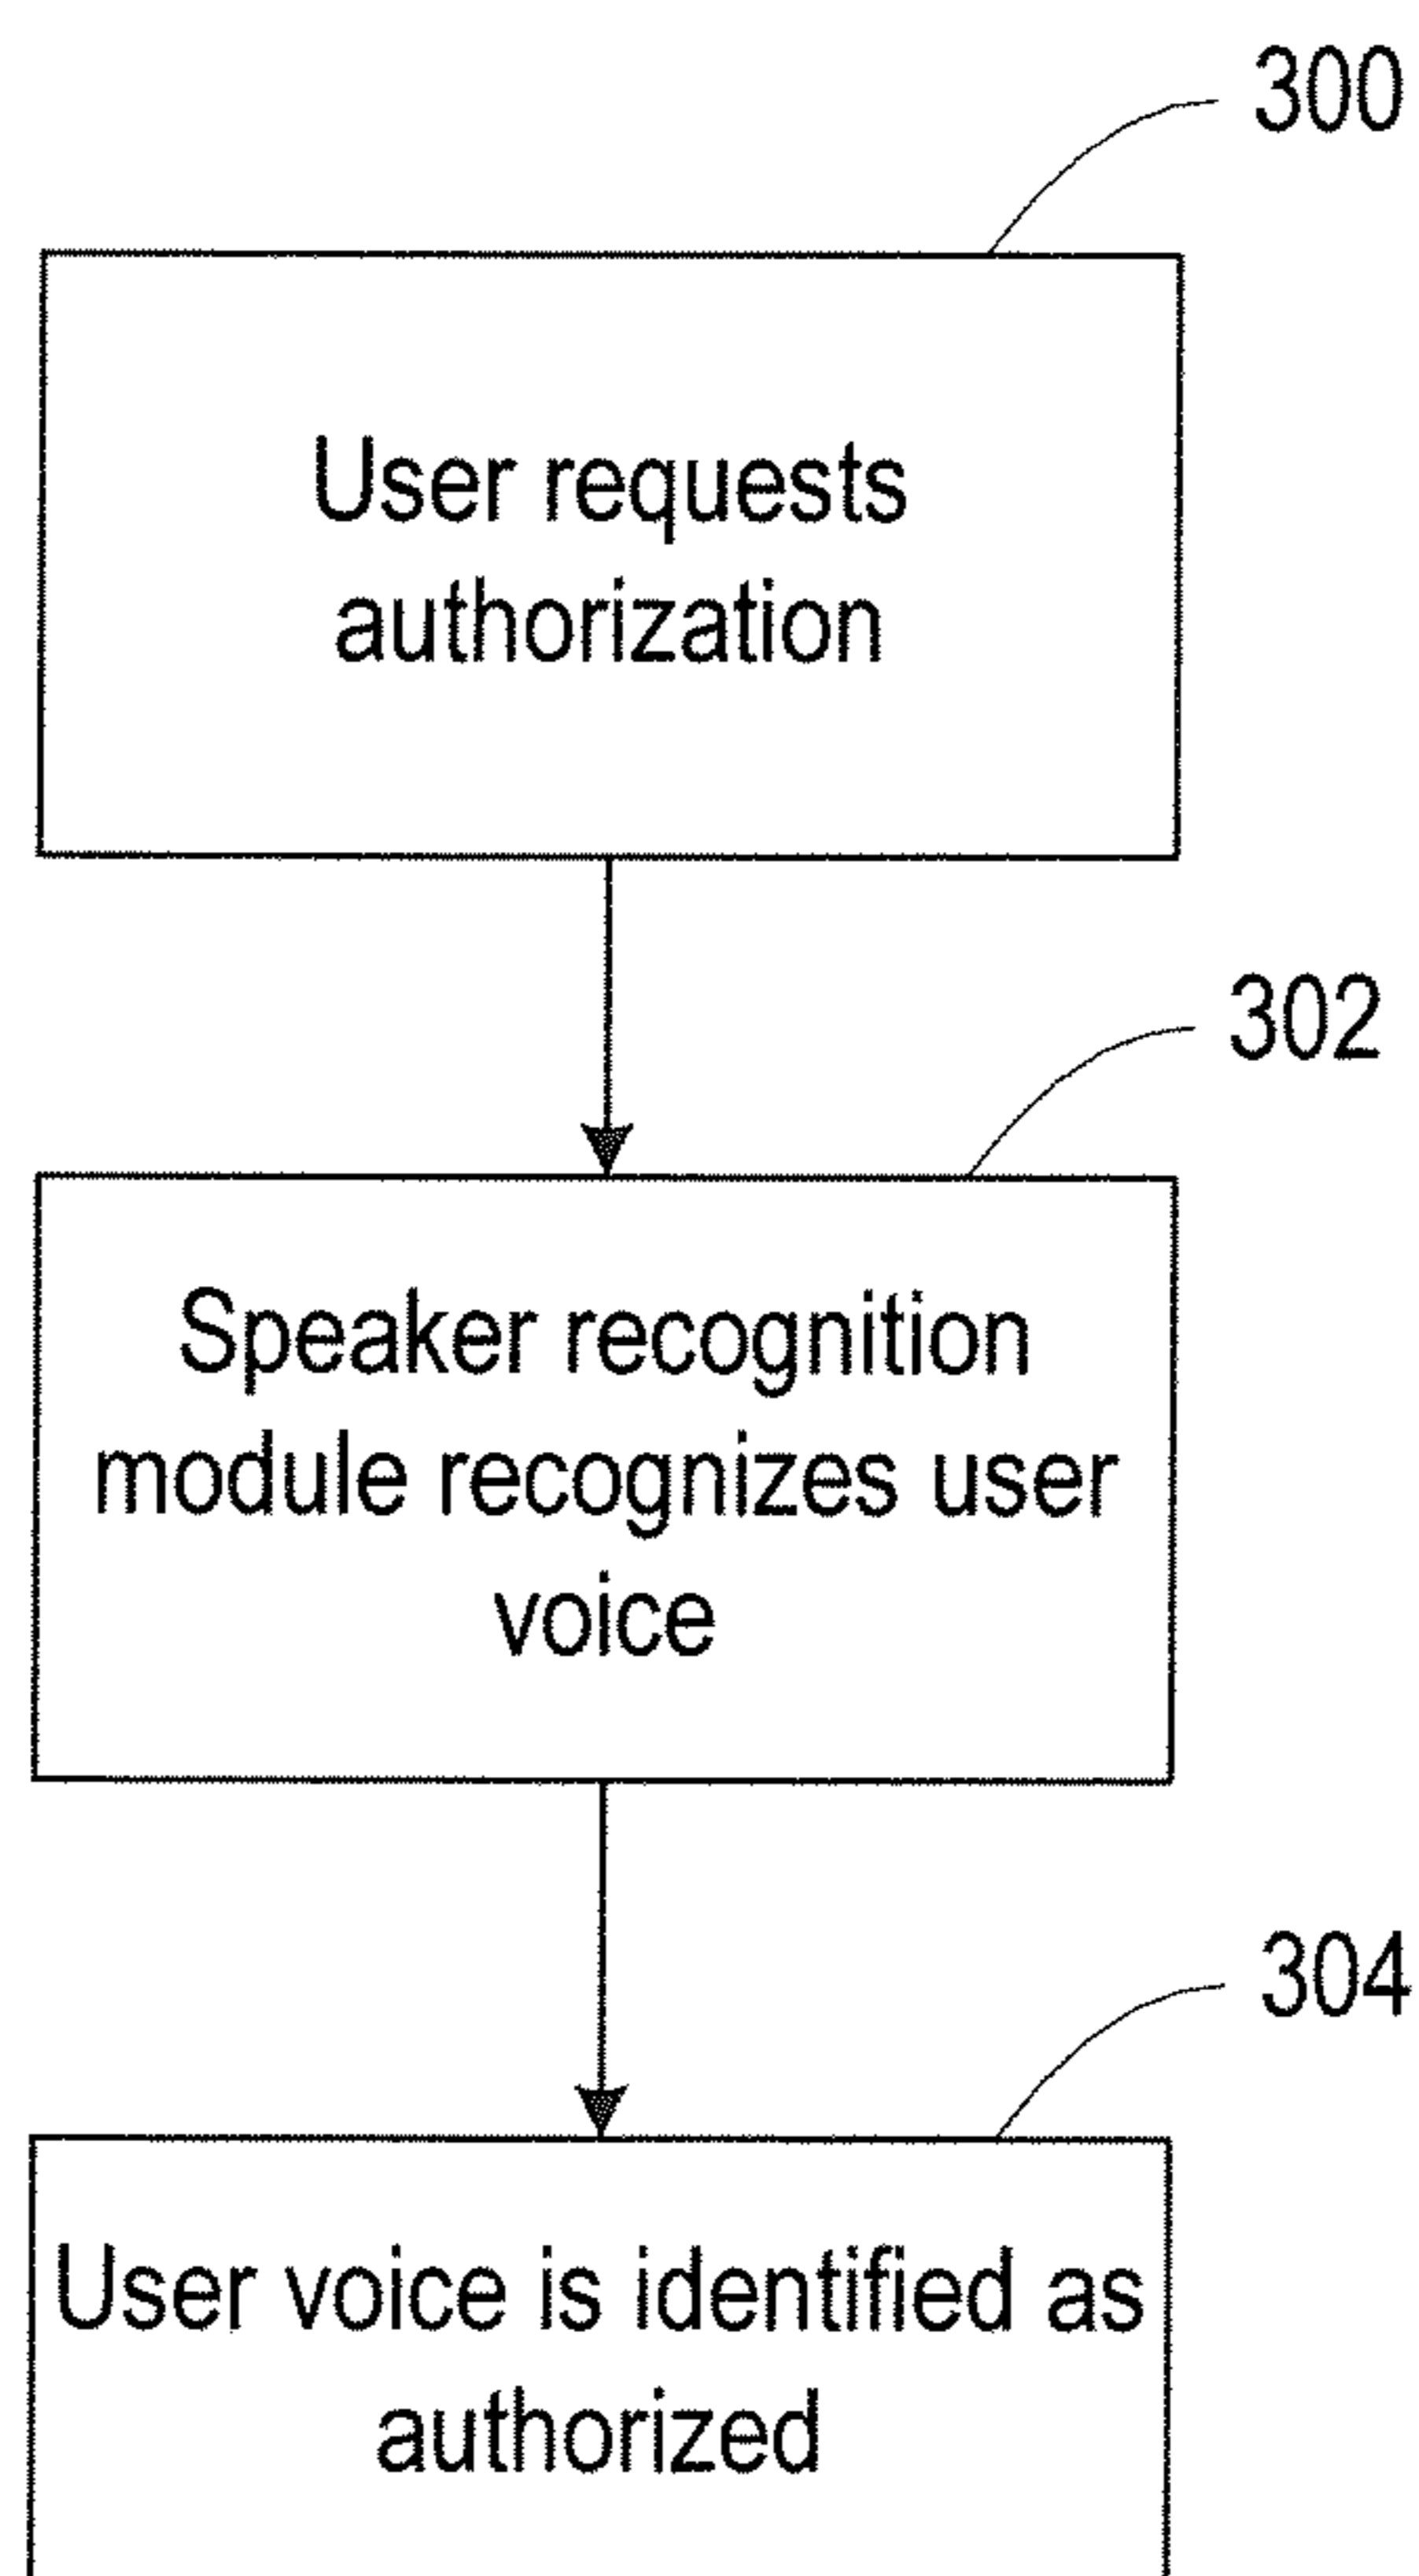 300
User requests
authorization
302
Speaker recognition
module recognizes user
voice
304
User voice is identified as
authorized